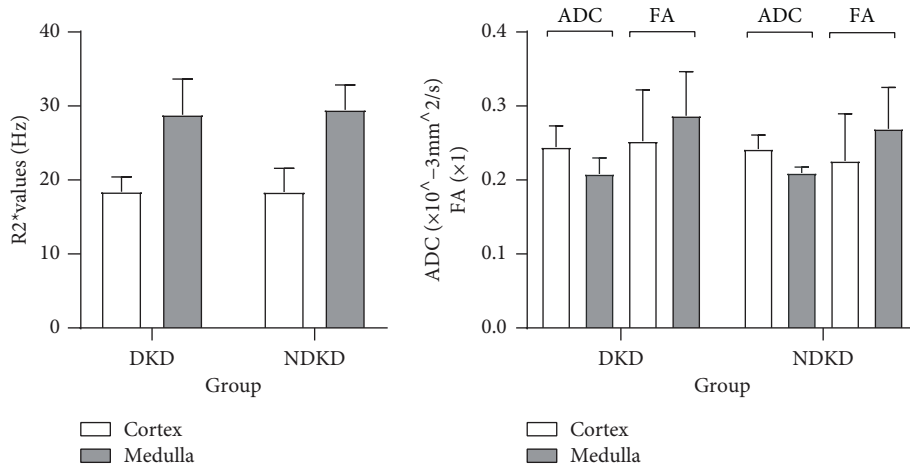 40
30
20
10
0
R2*values (Hz)
DKD
NDKD
Group
Cortex
Medulla
ADC
FA
ADC
FA
0.4
0.3
0.2
0.1
0.0
ADC (×10^−3mm^2/s)
FA (×1)
DKD
NDKD
Group
Cortex
Medulla